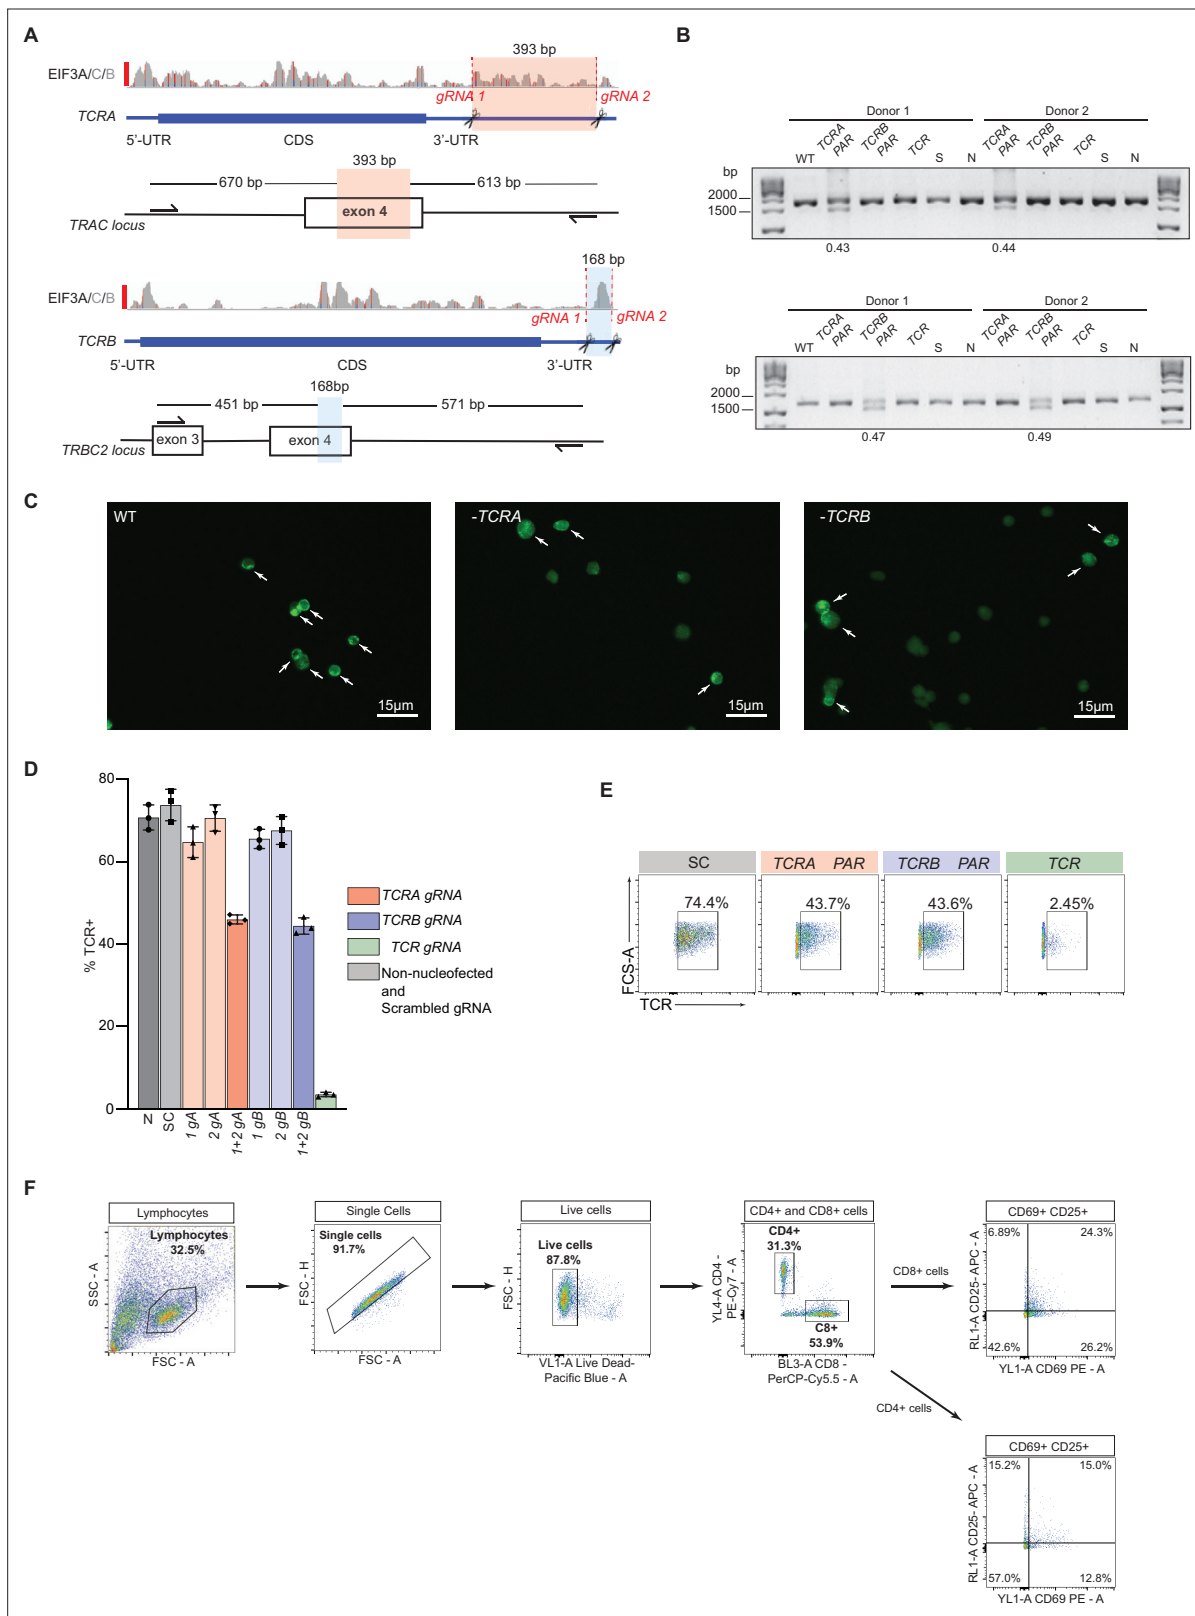 A
393 bp
EIF3A/C/B
gRNA 1
gRNA 2
TCRA
5'-UTR
CDS
3'-UTR
393 bp
670 bp
613 bp
exon 4
TRAC locus
168 bp
EIF3A/C/B
gRNA 1
gRNA 2
TCRB
5'-UTR
CDS
3'-UTR
168bp
451 bp
571 bp
exon 3
exon 4
TRBC2 locus
B
Donor 1
Donor 2
WT
TCRA PAR
TCRB PAR
TCR
S
N
TCRA PAR
TCRB PAR
TCR
S
N
bp
2000
1500
0.43
0.44
Donor 1
Donor 2
WT
TCRA PAR
TCRB PAR
TCR
S
N
TCRA PAR
TCRB PAR
TCR
S
N
bp
2000
1500
0.47
0.49
C
WT
15µm
-TCRA
15µm
-TCRB
15µm
D
80
60
40
20
0
% TCR+
N
SC
1 gA
2 gA
1+2 gA
1 gB
2 gB
1+2 gB
TCRA gRNA
TCRB gRNA
TCR gRNA
Non-nucleofected
and
Scrambled gRNA
E
SC
TCRA PAR
TCRB PAR
TCR
74.4%
43.7%
43.6%
2.45%
FCS-A
TCR
F
Lymphocytes
Lymphocytes
32.5%
SSC - A
FSC - A
Single Cells
Single cells
91.7%
FSC - H
FSC - A
Live cells
Live cells
87.8%
FSC - H
VL1-A Live Dead-
Pacific Blue - A
CD4+ and CD8+ cells
CD4+
31.3%
C8+
53.9%
YL4-A CD4 -
PE-Cy7 - A
BL3-A CD8 -
PerCP-Cy5.5 - A
CD8+ cells
CD4+ cells
CD69+ CD25+
6.89%
24.3%
42.6%
26.2%
RL1-A CD25- APC - A
YL1-A CD69 PE - A
CD69+ CD25+
15.2%
15.0%
57.0%
12.8%
RL1-A CD25- APC - A
YL1-A CD69 PE - A